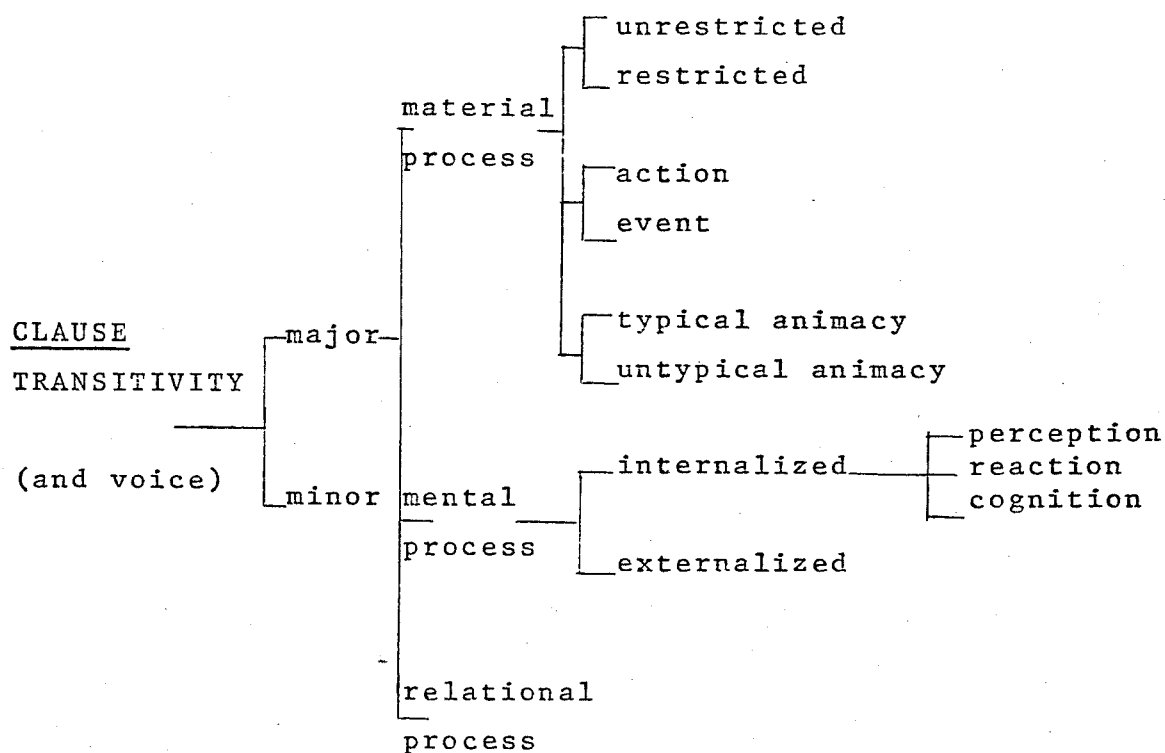 unrestricted
restricted
material
process
action
event
typical animacy
untypical animacy
CLAUSE
TRANSITIVITY
(and voice)
major
minor
mental
process
internalized
externalized
perception
reaction
cognition
relational
process